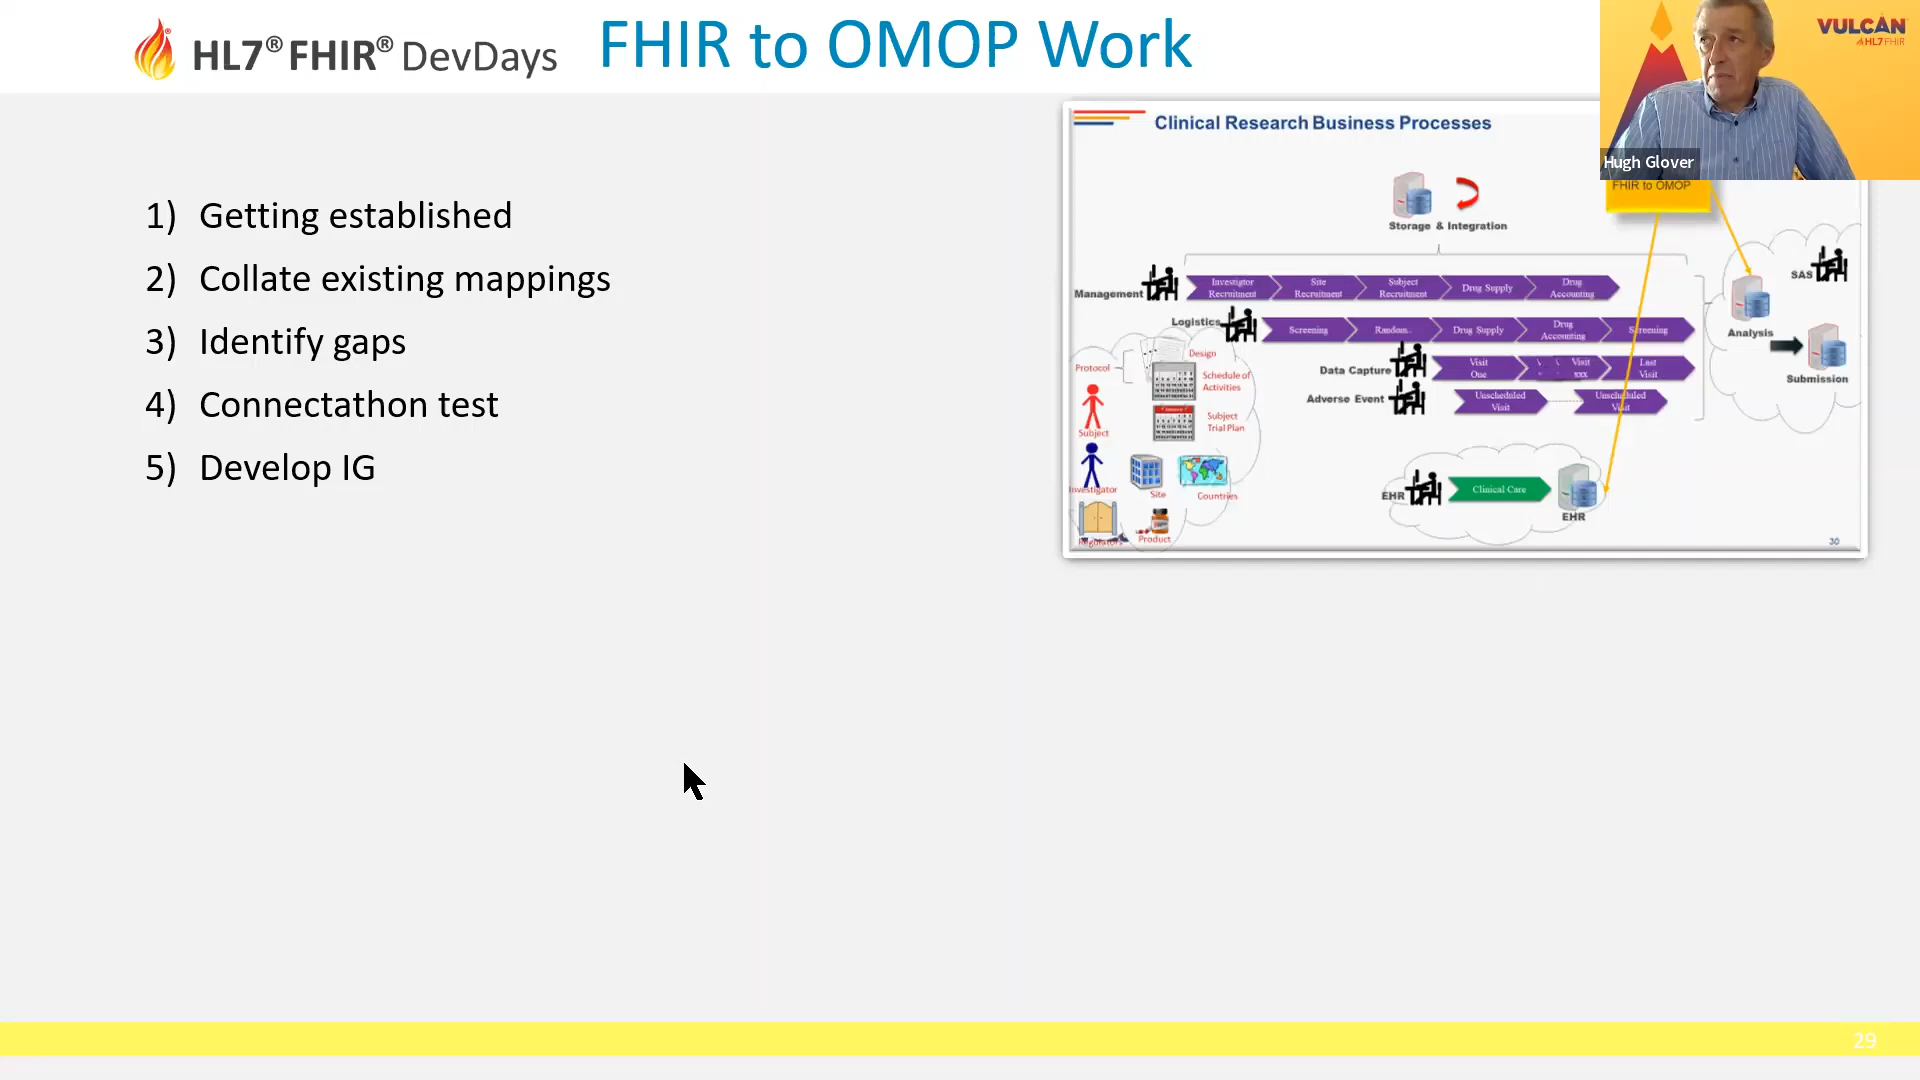 HL7® FHIR® DevDays
FHIR to OMOP Work
VULCAN
HL7 FHIR
Hugh Glover
1) Getting established
2) Collate existing mappings
3) Identify gaps
4) Connectathon test
5) Develop IG
Clinical Research Business Processes
FHIR to OMOP
Storage & Integration
Management
Investigtor
Recruitment
Site
Recruitment
Subject
Recruitment
Drug Supply
Drug
Accounting
Logistics
Screening
Random..
Drug Supply
Drug
Accounting
Screening
Data Capture
Visit
One
Visit
xxx
Last
Visit
Adverse Event
Unscheduled
Visit
Unscheduled
Visit
Protocol
Design
Schedule of
Activities
Subject
Trial Plan
Subject
Investigator
Site
Countries
Regulators
Product
EHR
Clinical Care
EHR
SAS
Analysis
Submission
30
29